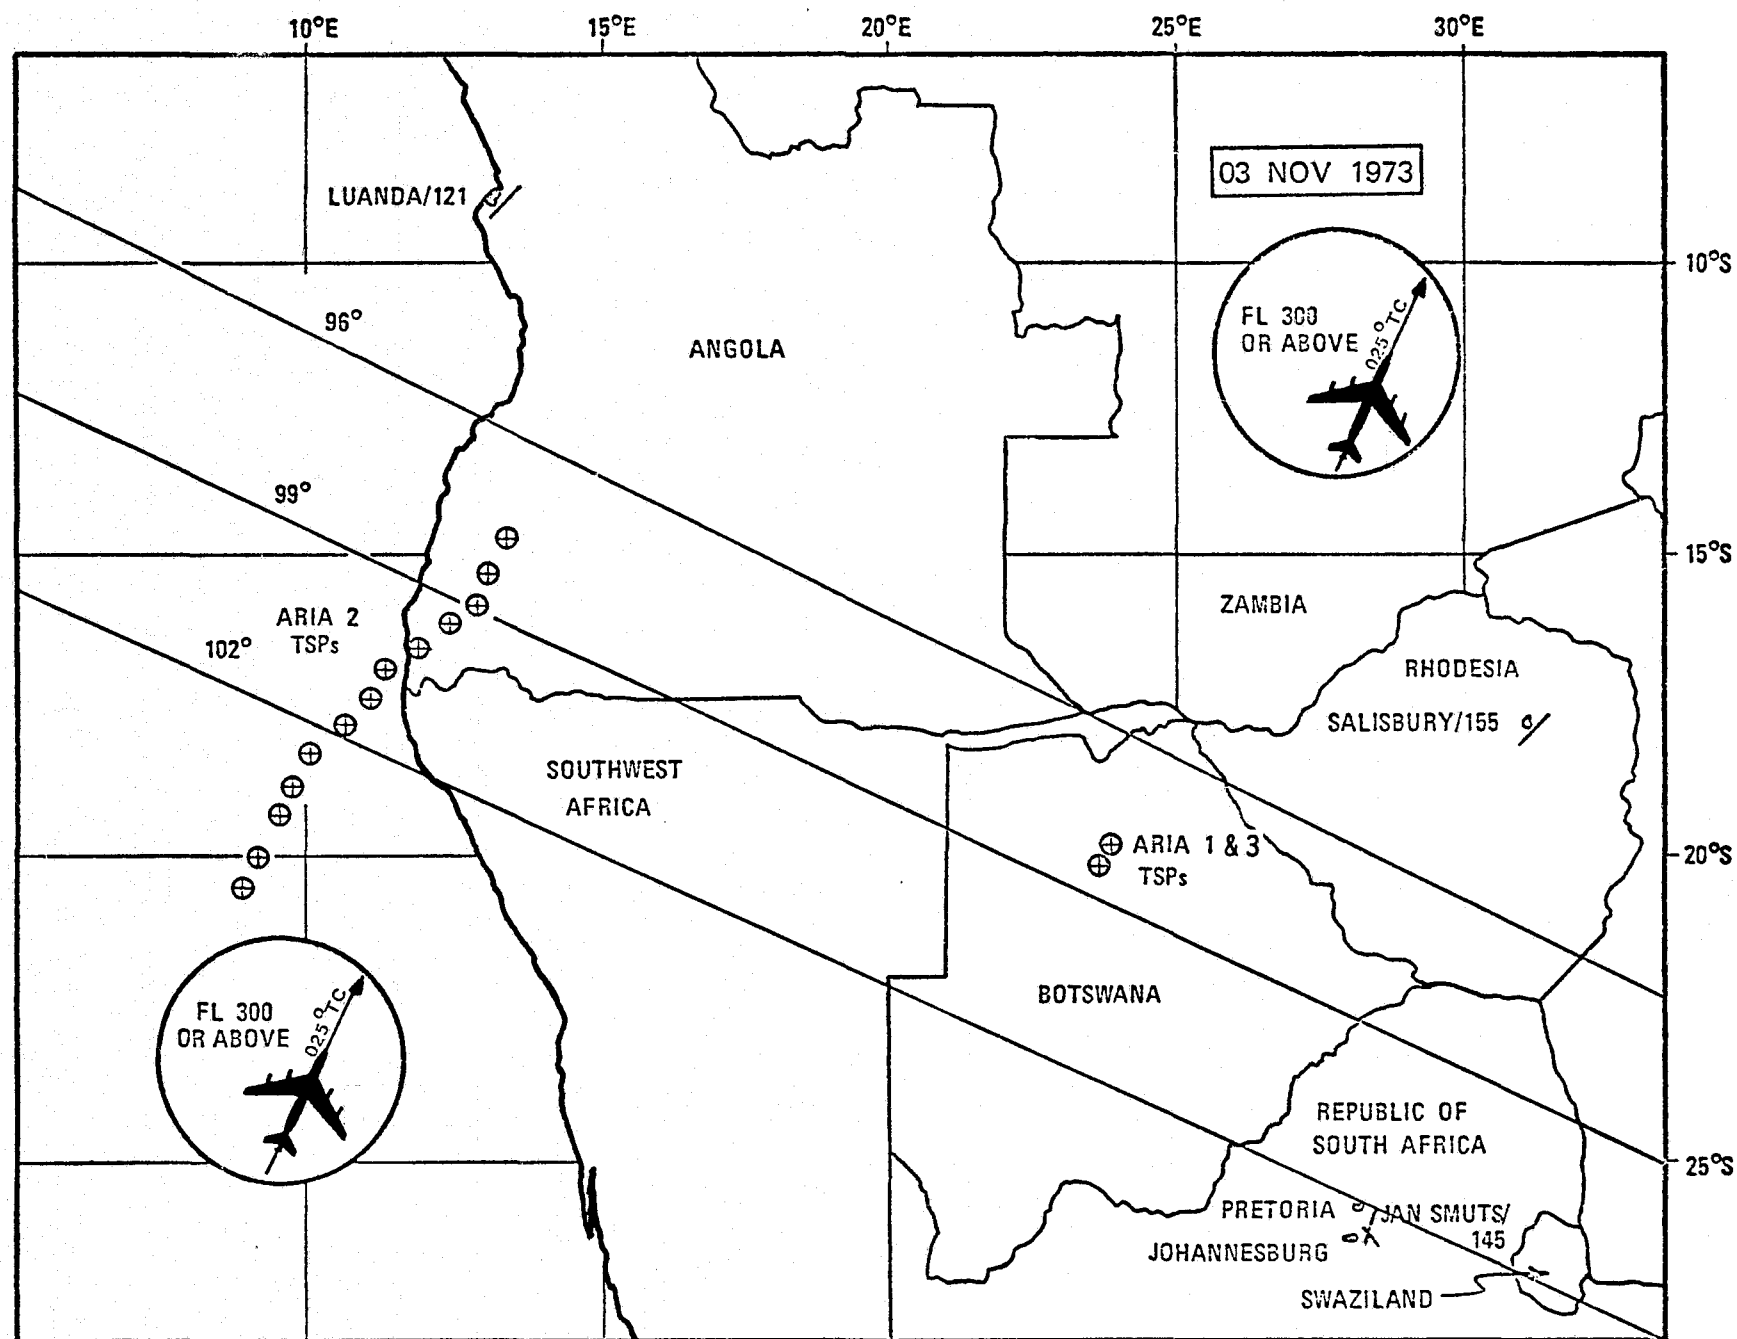 10°E 15°E 20°E 25°E 30°E
03 NOV 1973
LUANDA/121
10°S
96°
ANGOLA
FL 300
OR ABOVE
025° TC
99°
15°S
ARIA 2
TSPs
102°
ZAMBIA
RHODESIA
SALISBURY/155
SOUTHWEST
AFRICA
ARIA 1 & 3
TSPs
20°S
BOTSWANA
FL 300
OR ABOVE
025° TC
REPUBLIC OF
SOUTH AFRICA
25°S
PRETORIA
JAN SMUTS/
145
JOHANNESBURG
SWAZILAND